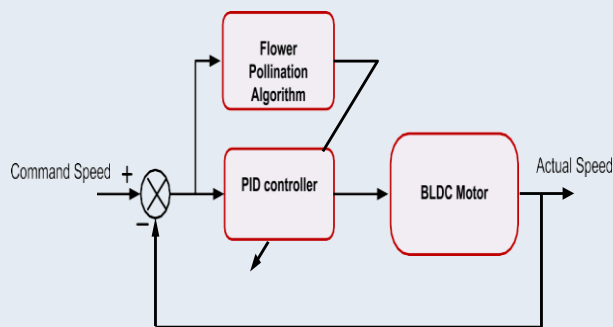 Flower
Pollination
Algorithm
Command Speed
+
−
PID controller
BLDC Motor
Actual Speed